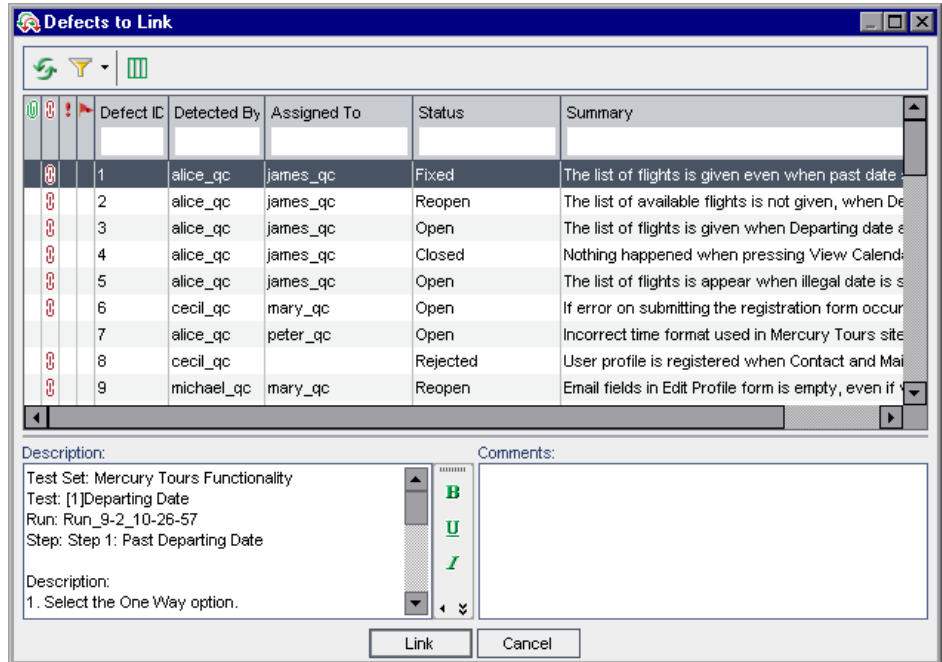 Defects to Link
Defect ID Detected By Assigned To Status Summary
1 alice_qc james_qc Fixed The list of flights is given even when past date
2 alice_qc james_qc Reopen The list of available flights is not given, when De
3 alice_qc james_qc Open The list of flights is given when Departing date a
4 alice_qc james_qc Closed Nothing happened when pressing View Calenda
5 alice_qc james_qc Open The list of flights is appear when illegal date is s
6 cecil_qc mary_qc Open If error on submitting the registration form occur
7 alice_qc peter_qc Open Incorrect time format used in Mercury Tours site
8 cecil_qc Rejected User profile is registered when Contact and Mai
9 michael_qc mary_qc Reopen Email fields in Edit Profile form is empty, even if
Description: Comments:
Test Set: Mercury Tours Functionality
Test: [1]Departing Date
Run: Run_9-2_10-26-57
Step: Step 1: Past Departing Date
Description:
1. Select the One Way option.
B
U
I
Link Cancel